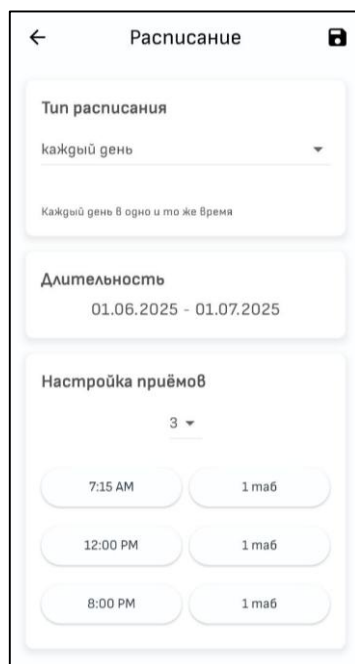 Расписание
Тип расписания
каждый день
Каждый день в одно и то же время
Длительность
01.06.2025 - 01.07.2025
Настройка приёмов
3
7:15 AM 1 таб
12:00 PM 1 таб
8:00 PM 1 таб